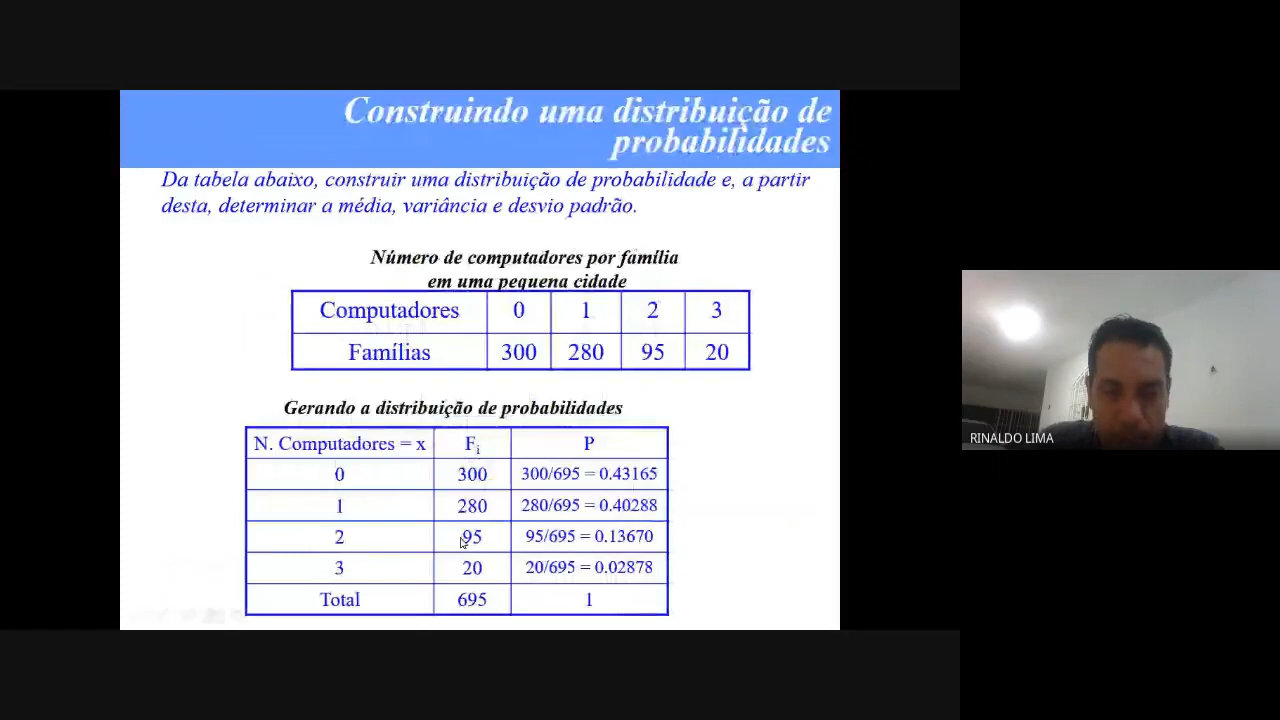 Construindo uma distribuição de
probabilidades
Da tabela abaixo, construir uma distribuição de probabilidade e, a partir
desta, determinar a média, variância e desvio padrão.
Número de computadores por família
em uma pequena cidade
Computadores 0 1 2 3
Famílias 300 280 95 20
Gerando a distribuição de probabilidades
N. Computadores = x Fi P
0 300 300/695 = 0.43165
1 280 280/695 = 0.40288
2 95 95/695 = 0.13670
3 20 20/695 = 0.02878
Total 695 1
RINALDO LIMA